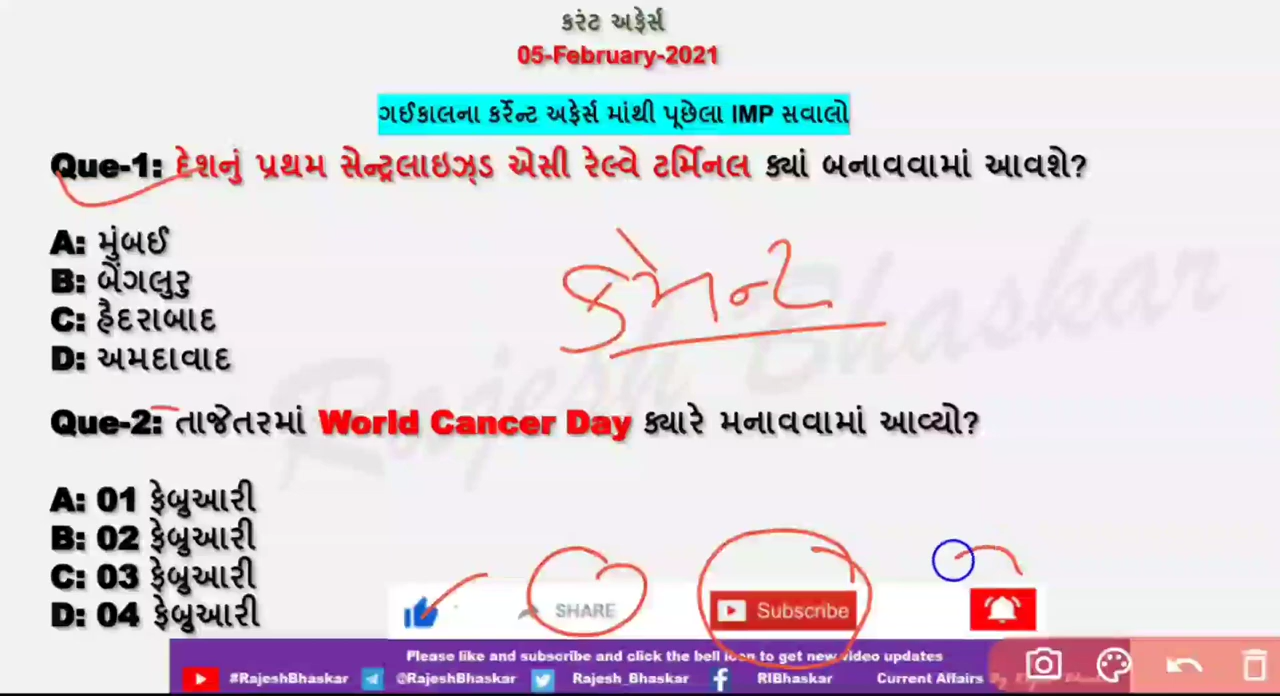 કરંટ અફેર્સ
05-February-2021
ગઈકાલના કર્રેન્ટ અફેર્સ માંથી પૂછેલા IMP સવાલો
Que-1: દેશનું પ્રથમ સેન્ટ્રલાઇઝ્ડ એસી રેલ્વે ટર્મિનલ ક્યાં બનાવવામાં આવશે?
A: મુંબઈ
B: બેંગલુરુ
C: હૈદરાબાદ
D: અમદાવાદ
કોમેન્ટ
Rajesh Bhaskar
Que-2: તાજેતરમાં World Cancer Day ક્યારે મનાવવામાં આવ્યો?
A: 01 ફેબ્રુઆરી
B: 02 ફેબ્રુઆરી
C: 03 ફેબ્રુઆરી
D: 04 ફેબ્રુઆરી
SHARE
Subscribe
Please like and subscribe and click the bell icon to get new video updates
#RajeshBhaskar @RajeshBhaskar Rajesh_Bhaskar RIBhaskar Current Affairs By